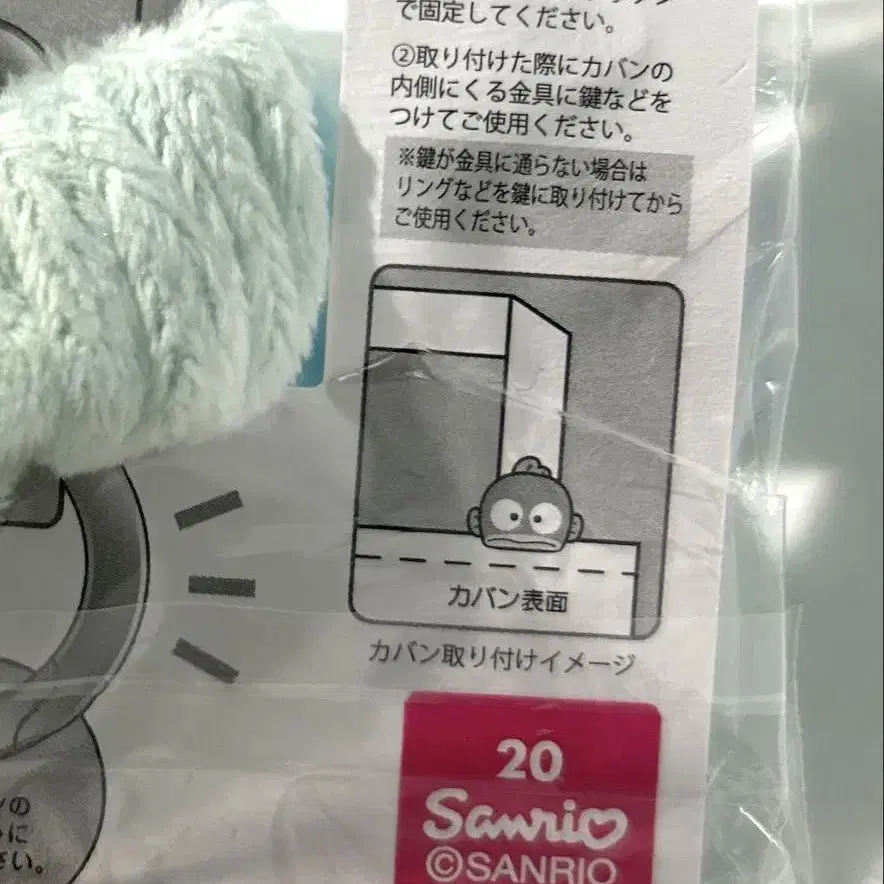 で固定してください。
②取り付けた際にカバンの
内側にくる金具に鍵などを
つけてご使用ください。
※鍵が金具に通らない場合は
リングなどを鍵に取り付けてから
ご使用ください。
カバン表面
カバン取り付けイメージ
20
Sanrio
©SANRIO
の
に
さい。